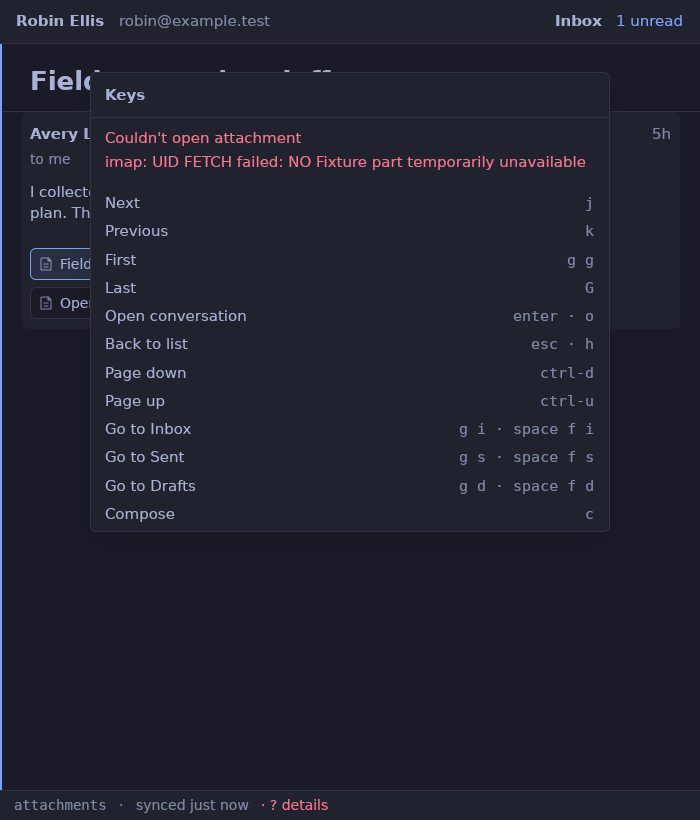 Robin Ellis robin@example.test Inbox 1 unread
Keys
Avery L 5h
to me
Couldn't open attachment
imap: UID FETCH failed: NO Fixture part temporarily unavailable
I
plan.
Next j
Previous k
First g g
Last G
Open conversation enter · o
Back to list esc · h
Page down ctrl-d
Page up ctrl-u
Go to Inbox g i · space f i
Go to Sent g s · space f s
Go to Drafts g d · space f d
Compose c
attachments · synced just now · ? details